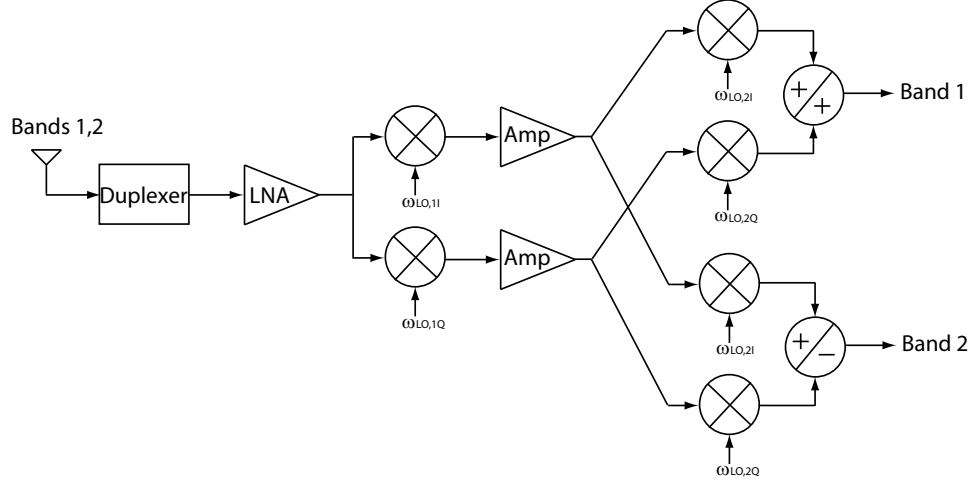 Bands 1,2
Duplexer
LNA
ωLO,1I
ωLO,1Q
Amp
Amp
ωLO,2I
ωLO,2Q
ωLO,2I
ωLO,2Q
+
+
Band 1
+
−
Band 2